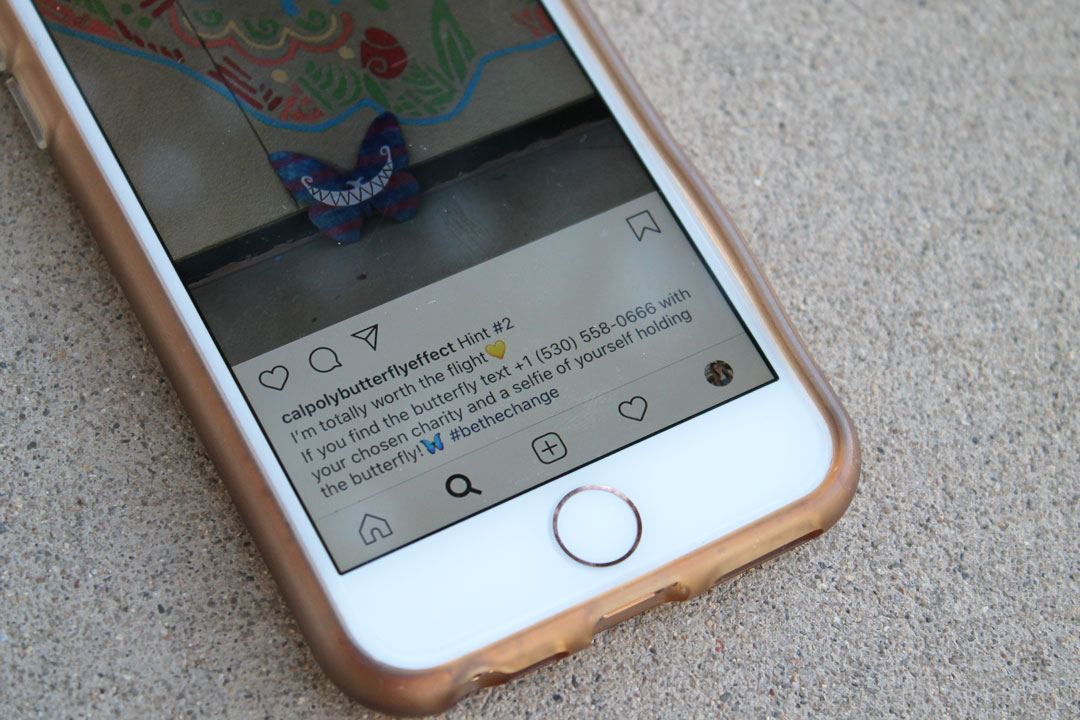 calpolybutterflyeffect Hint #2
I'm totally worth the flight💛
If you find the butterfly text +1 (530) 558-0666 with
your chosen charity and a selfie of yourself holding
the butterfly!🦋 #bethechange